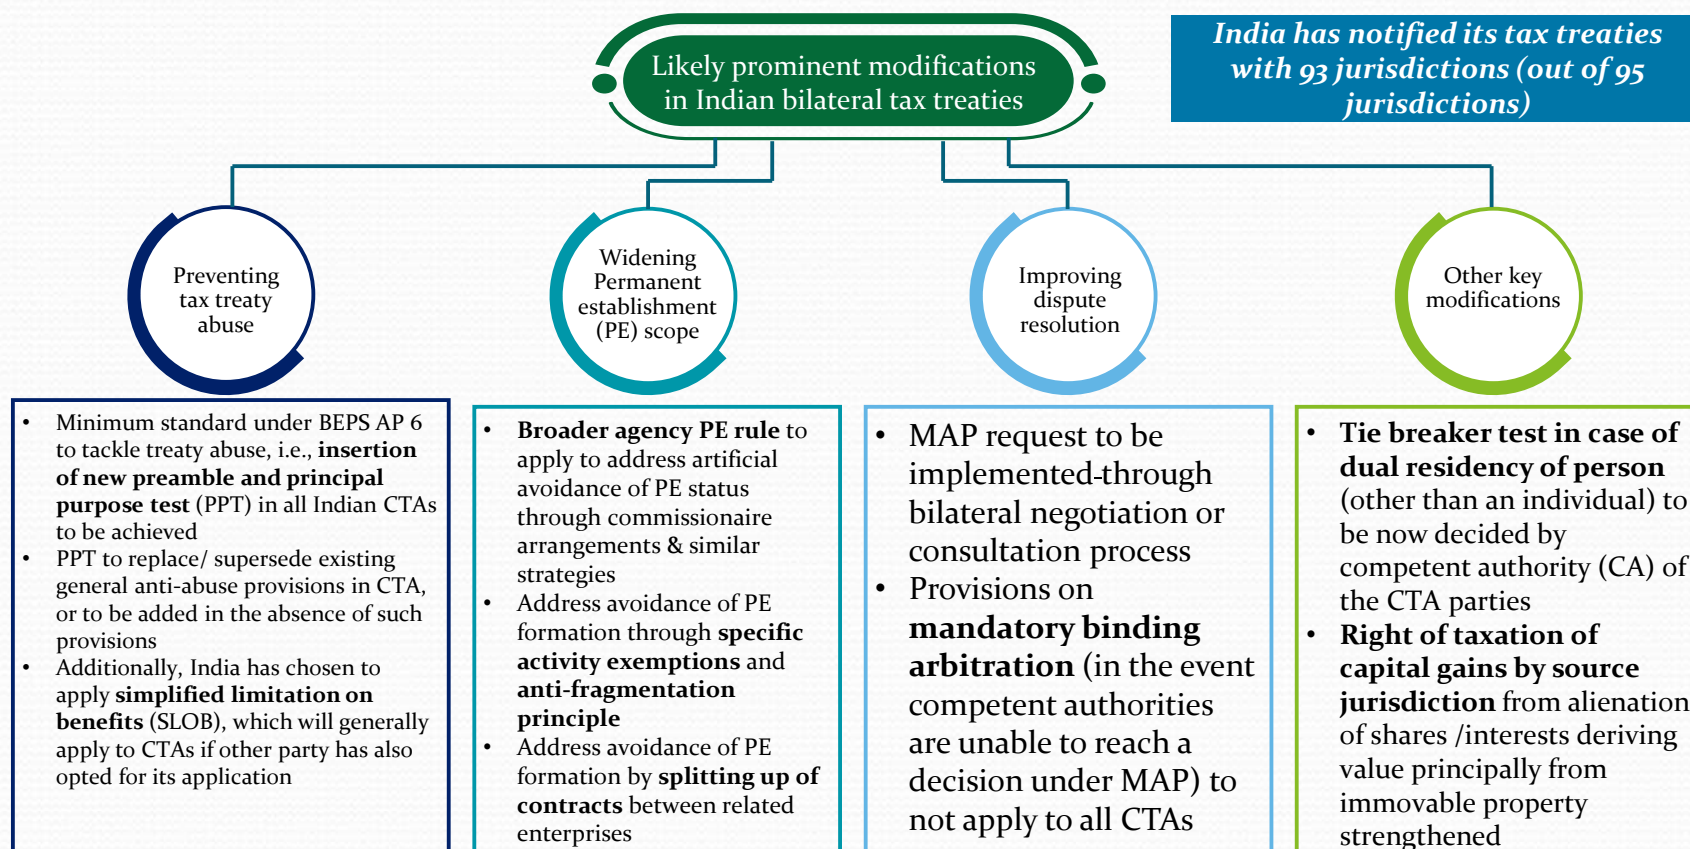 Likely prominent modifications
in Indian bilateral tax treaties
India has notified its tax treaties
with 93 jurisdictions (out of 95
jurisdictions)
Preventing
tax treaty
abuse
Widening
Permanent
establishment
(PE) scope
Improving
dispute
resolution
Other key
modifications
• Minimum standard under BEPS AP 6
to tackle treaty abuse, i.e., insertion
of new preamble and principal
purpose test (PPT) in all Indian CTAs
to be achieved
• PPT to replace/ supersede existing
general anti-abuse provisions in CTA,
or to be added in the absence of such
provisions
• Additionally, India has chosen to
apply simplified limitation on
benefits (SLOB), which will generally
apply to CTAs if other party has also
opted for its application
• Broader agency PE rule to
apply to address artificial
avoidance of PE status
through commissionaire
arrangements & similar
strategies
• Address avoidance of PE
formation through specific
activity exemptions and
anti-fragmentation
principle
• Address avoidance of PE
formation by splitting up of
contracts between related
enterprises
• MAP request to be
implemented-through
bilateral negotiation or
consultation process
• Provisions on
mandatory binding
arbitration (in the event
competent authorities
are unable to reach a
decision under MAP) to
not apply to all CTAs
• Tie breaker test in case of
dual residency of person
(other than an individual) to
be now decided by
competent authority (CA) of
the CTA parties
• Right of taxation of
capital gains by source
jurisdiction from alienation
of shares /interests deriving
value principally from
immovable property
strengthened